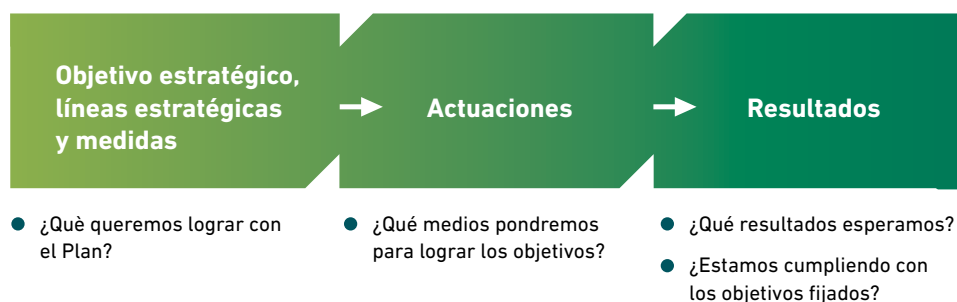 Objetivo estratégico,
líneas estratégicas
y medidas
Actuaciones
Resultados
¿Què queremos lograr con
el Plan?
¿Qué medios pondremos
para lograr los objetivos?
¿Qué resultados esperamos?
¿Estamos cumpliendo con
los objetivos fijados?